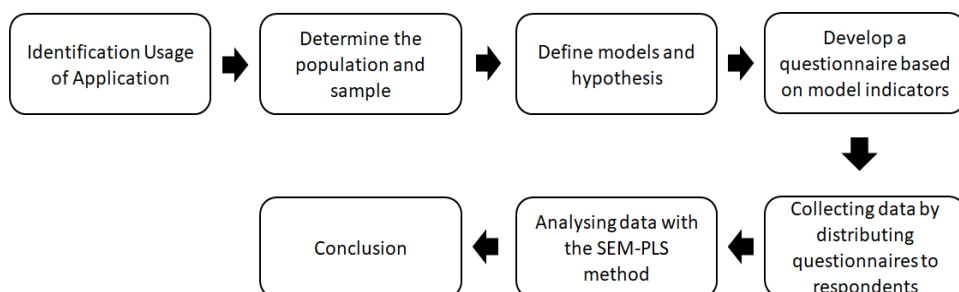 Identification Usage
of Application
Determine the
population and
sample
Define models and
hypothesis
Develop a
questionnaire based
on model indicators
Collecting data by
distributing
questionnaires to
respondents
Analysing data with
the SEM-PLS
method
Conclusion